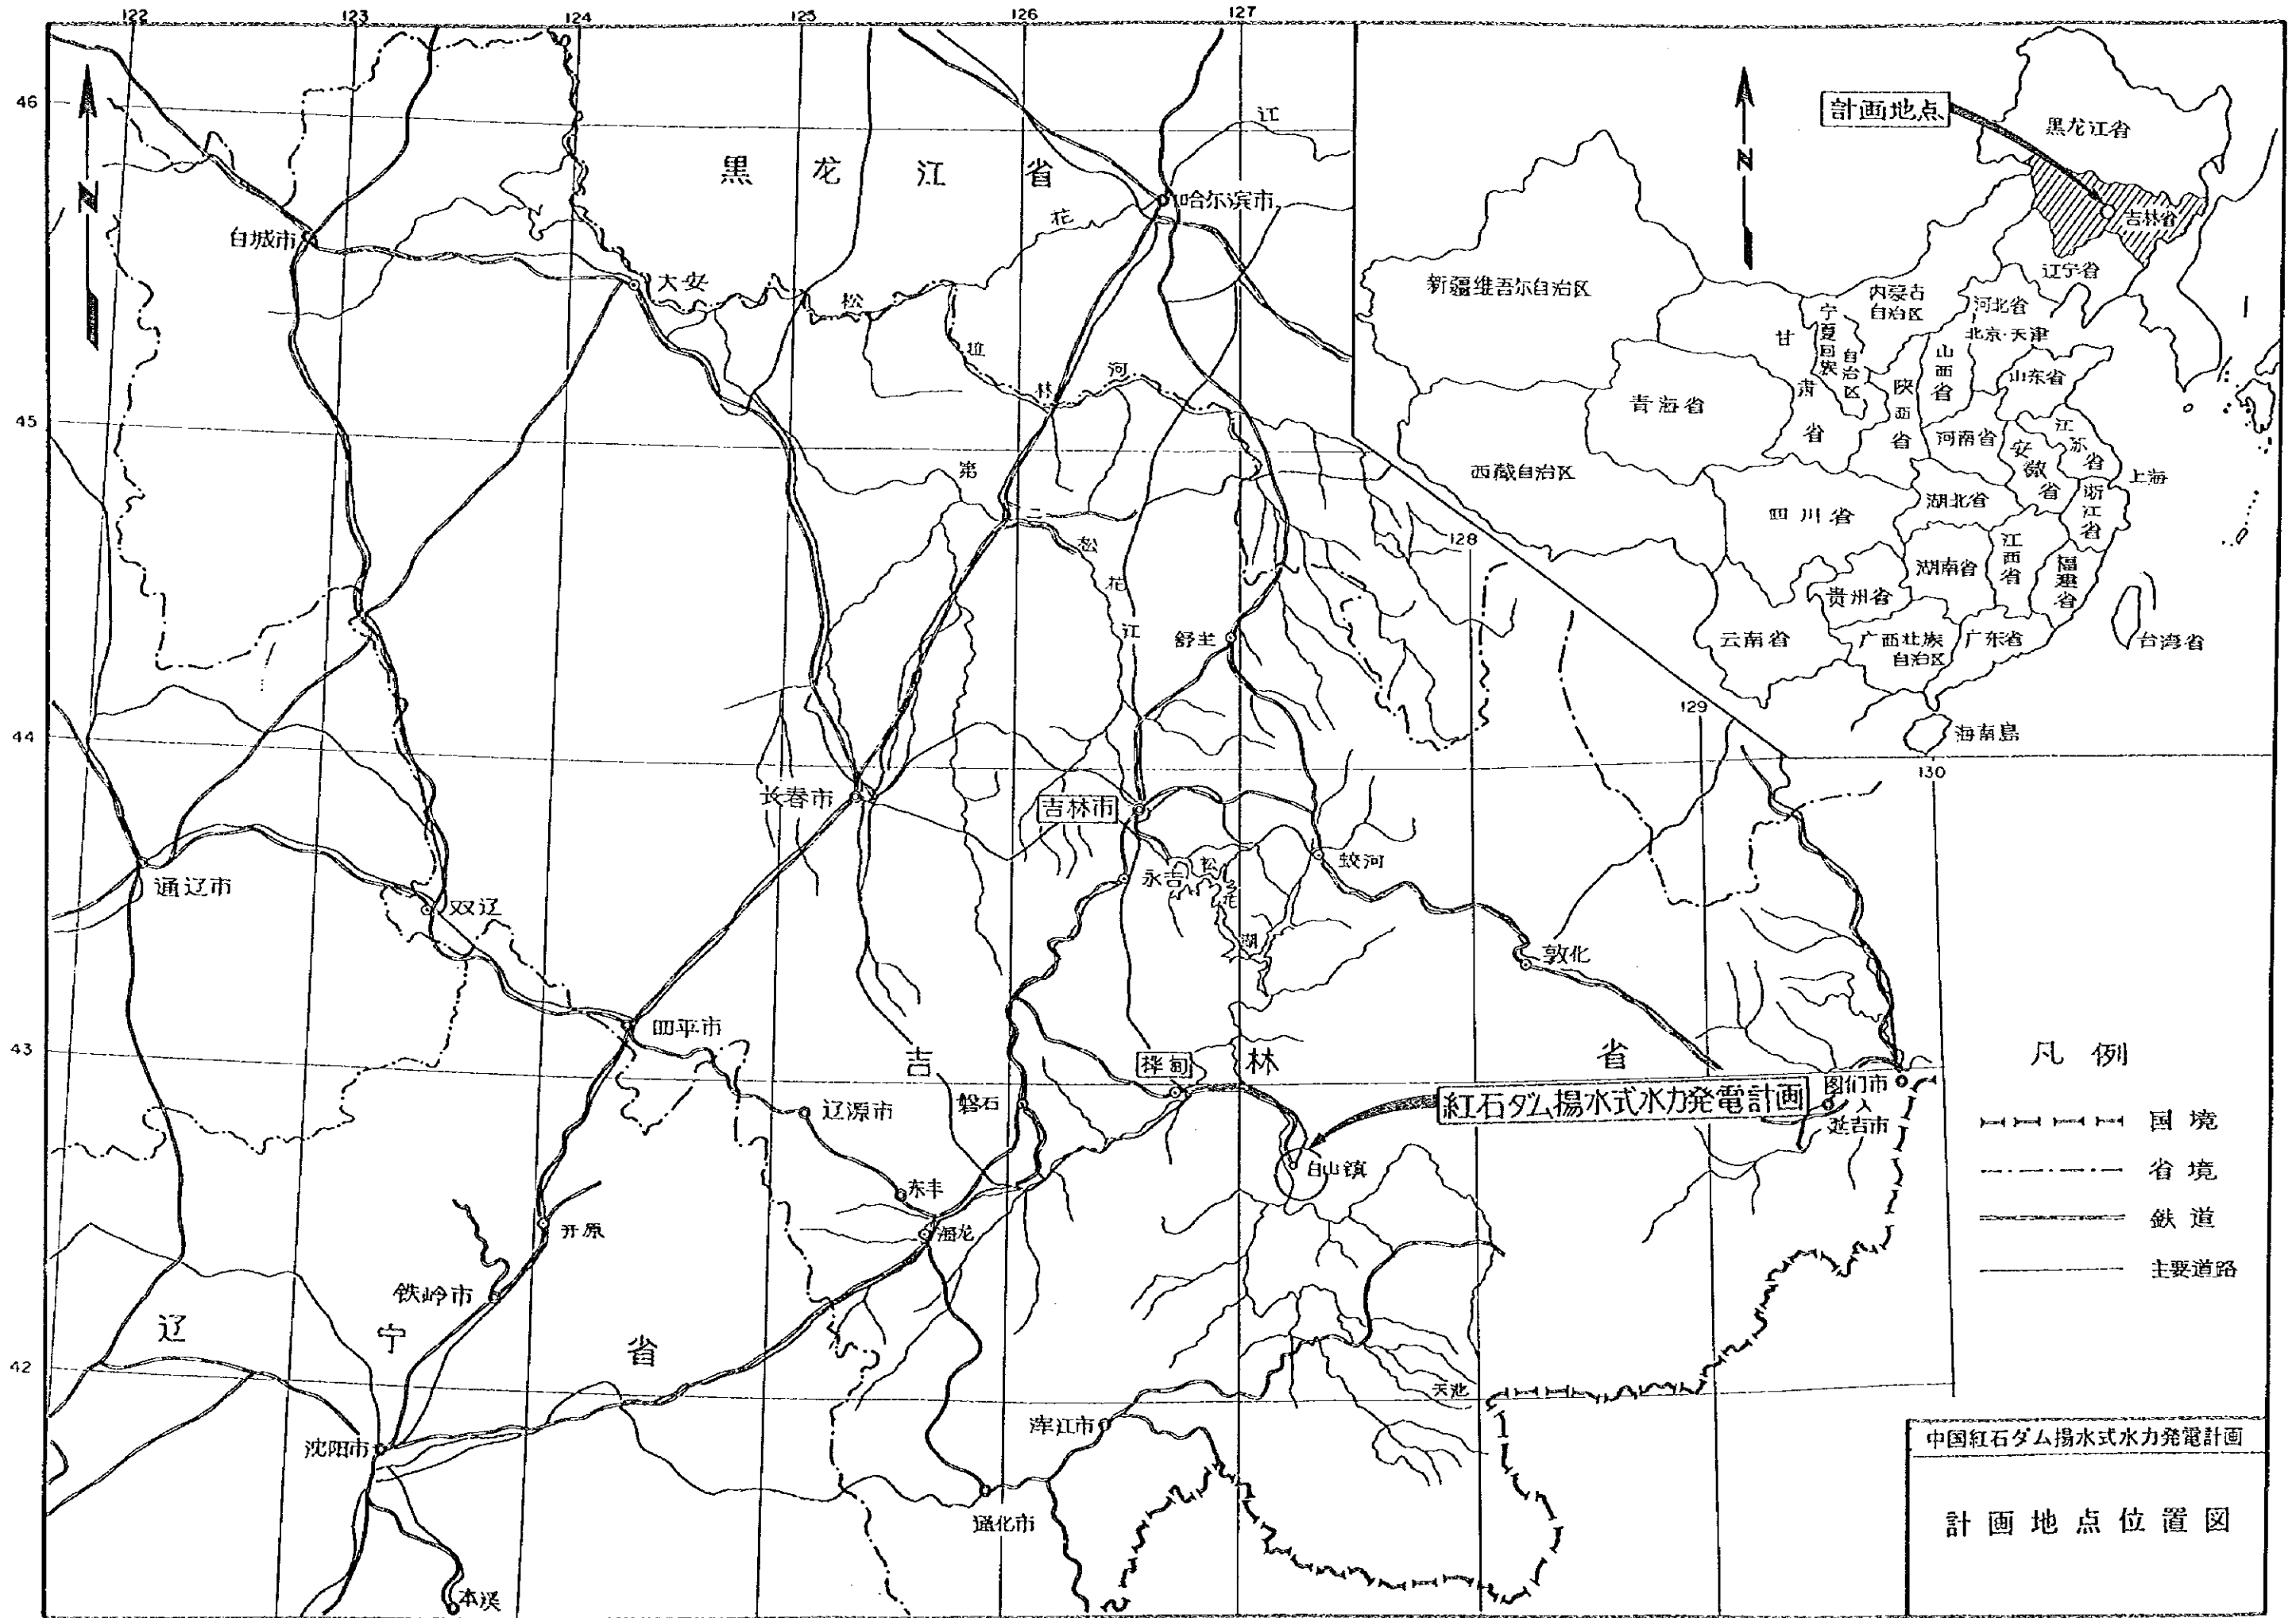 122
123
124
125
126
127
46
45
44
43
42
128
129
130
N
N
黒龙江省
江
花
哈尔滨市
白城市
大安
松
拉
林
河
第
二
松
花
江
舒兰
长春市
吉林市
蛟河
永吉
松
花
湖
通辽市
双辽
敦化
四平市
吉
林
省
桦甸
辽源市
磐石
紅石ダム揚水式水力発電計画
图们市
延吉市
白山镇
东丰
海龙
开原
铁岭市
辽
宁
省
天池
沈阳市
浑江市
通化市
本溪
計画地点
黑龙江省
吉林省
辽宁省
新疆维吾尔自治区
内蒙古
自治区
河北省
北京・天津
宁夏回族
自治区
甘
肃
省
山西省
陕西省
山东省
青海省
河南省
江苏省
安徽省
上海
西藏自治区
湖北省
四川省
浙江省
湖南省
江西省
福建省
贵州省
云南省
广西壮族
自治区
广东省
台湾省
海南島
凡例
国境
省境
鉄道
主要道路
中国紅石ダム揚水式水力発電計画
計画地点位置図